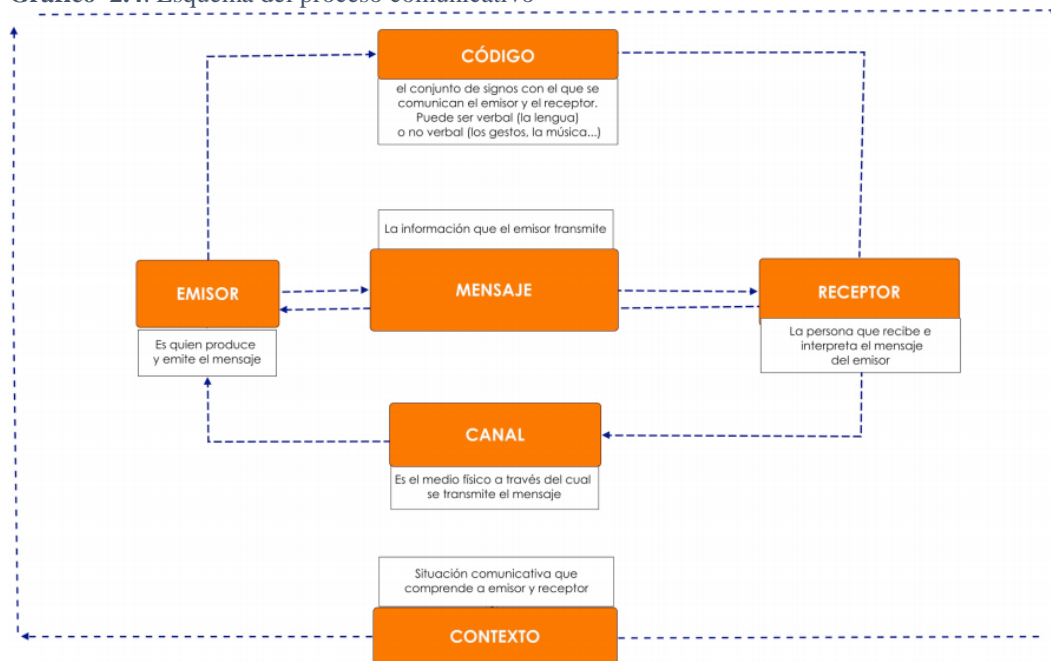 Gráfico 2.4. Esquema del proceso comunicativo
CÓDIGO
el conjunto de signos con el que se
comunican el emisor y el receptor.
Puede ser verbal (la lengua)
o no verbal (los gestos, la música...)
La información que el emisor transmite
MENSAJE
EMISOR
Es quien produce
y emite el mensaje
RECEPTOR
La persona que recibe e
interpreta el mensaje
del emisor
CANAL
Es el medio físico a través del cual
se transmite el mensaje
Situación comunicativa que
comprende a emisor y receptor
CONTEXTO